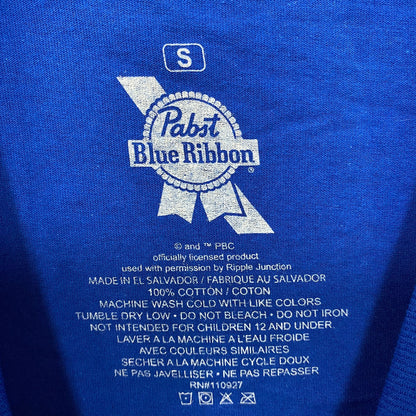 S
Pabst
Blue Ribbon®
© and ™ PBC
officially licensed product
used with permission by Ripple Junction
MADE IN EL SALVADOR / FABRIQUE AU SALVADOR
100% COTTON / COTON
MACHINE WASH COLD WITH LIKE COLORS
TUMBLE DRY LOW • DO NOT BLEACH • DO NOT IRON
NOT INTENDED FOR CHILDREN 12 AND UNDER.
LAVER A LA MACHINE A L'EAU FROIDE
AVEC COULEURS SIMILAIRES
SECHER A LA MACHINE CYCLE DOUX
NE PAS JAVELLISER • NE PAS REPASSER
RN#110927